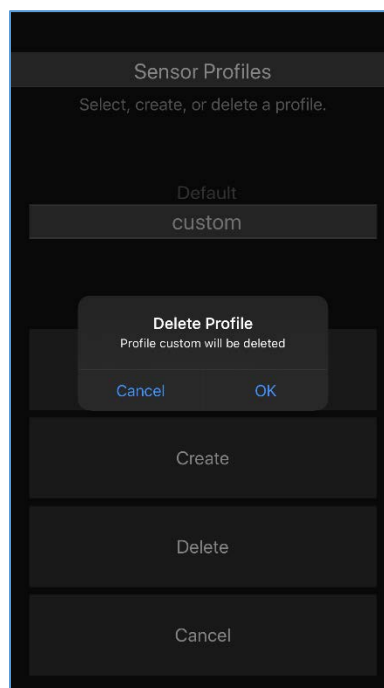 Sensor Profiles
Select, create, or delete a profile.
Default
custom
Delete Profile
Profile custom will be deleted
Cancel
OK
Create
Delete
Cancel